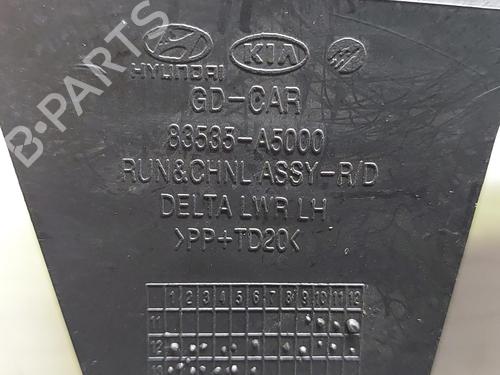 B-PARTS
HYUNDAI KIA
GD-CAR
83535-A5000
RUN&CHNL ASSY-R/D
DELTA LWR LH
>PP+TD20<
1 2 3 4 5 6 7 8 9 10 11 12
11
12
13